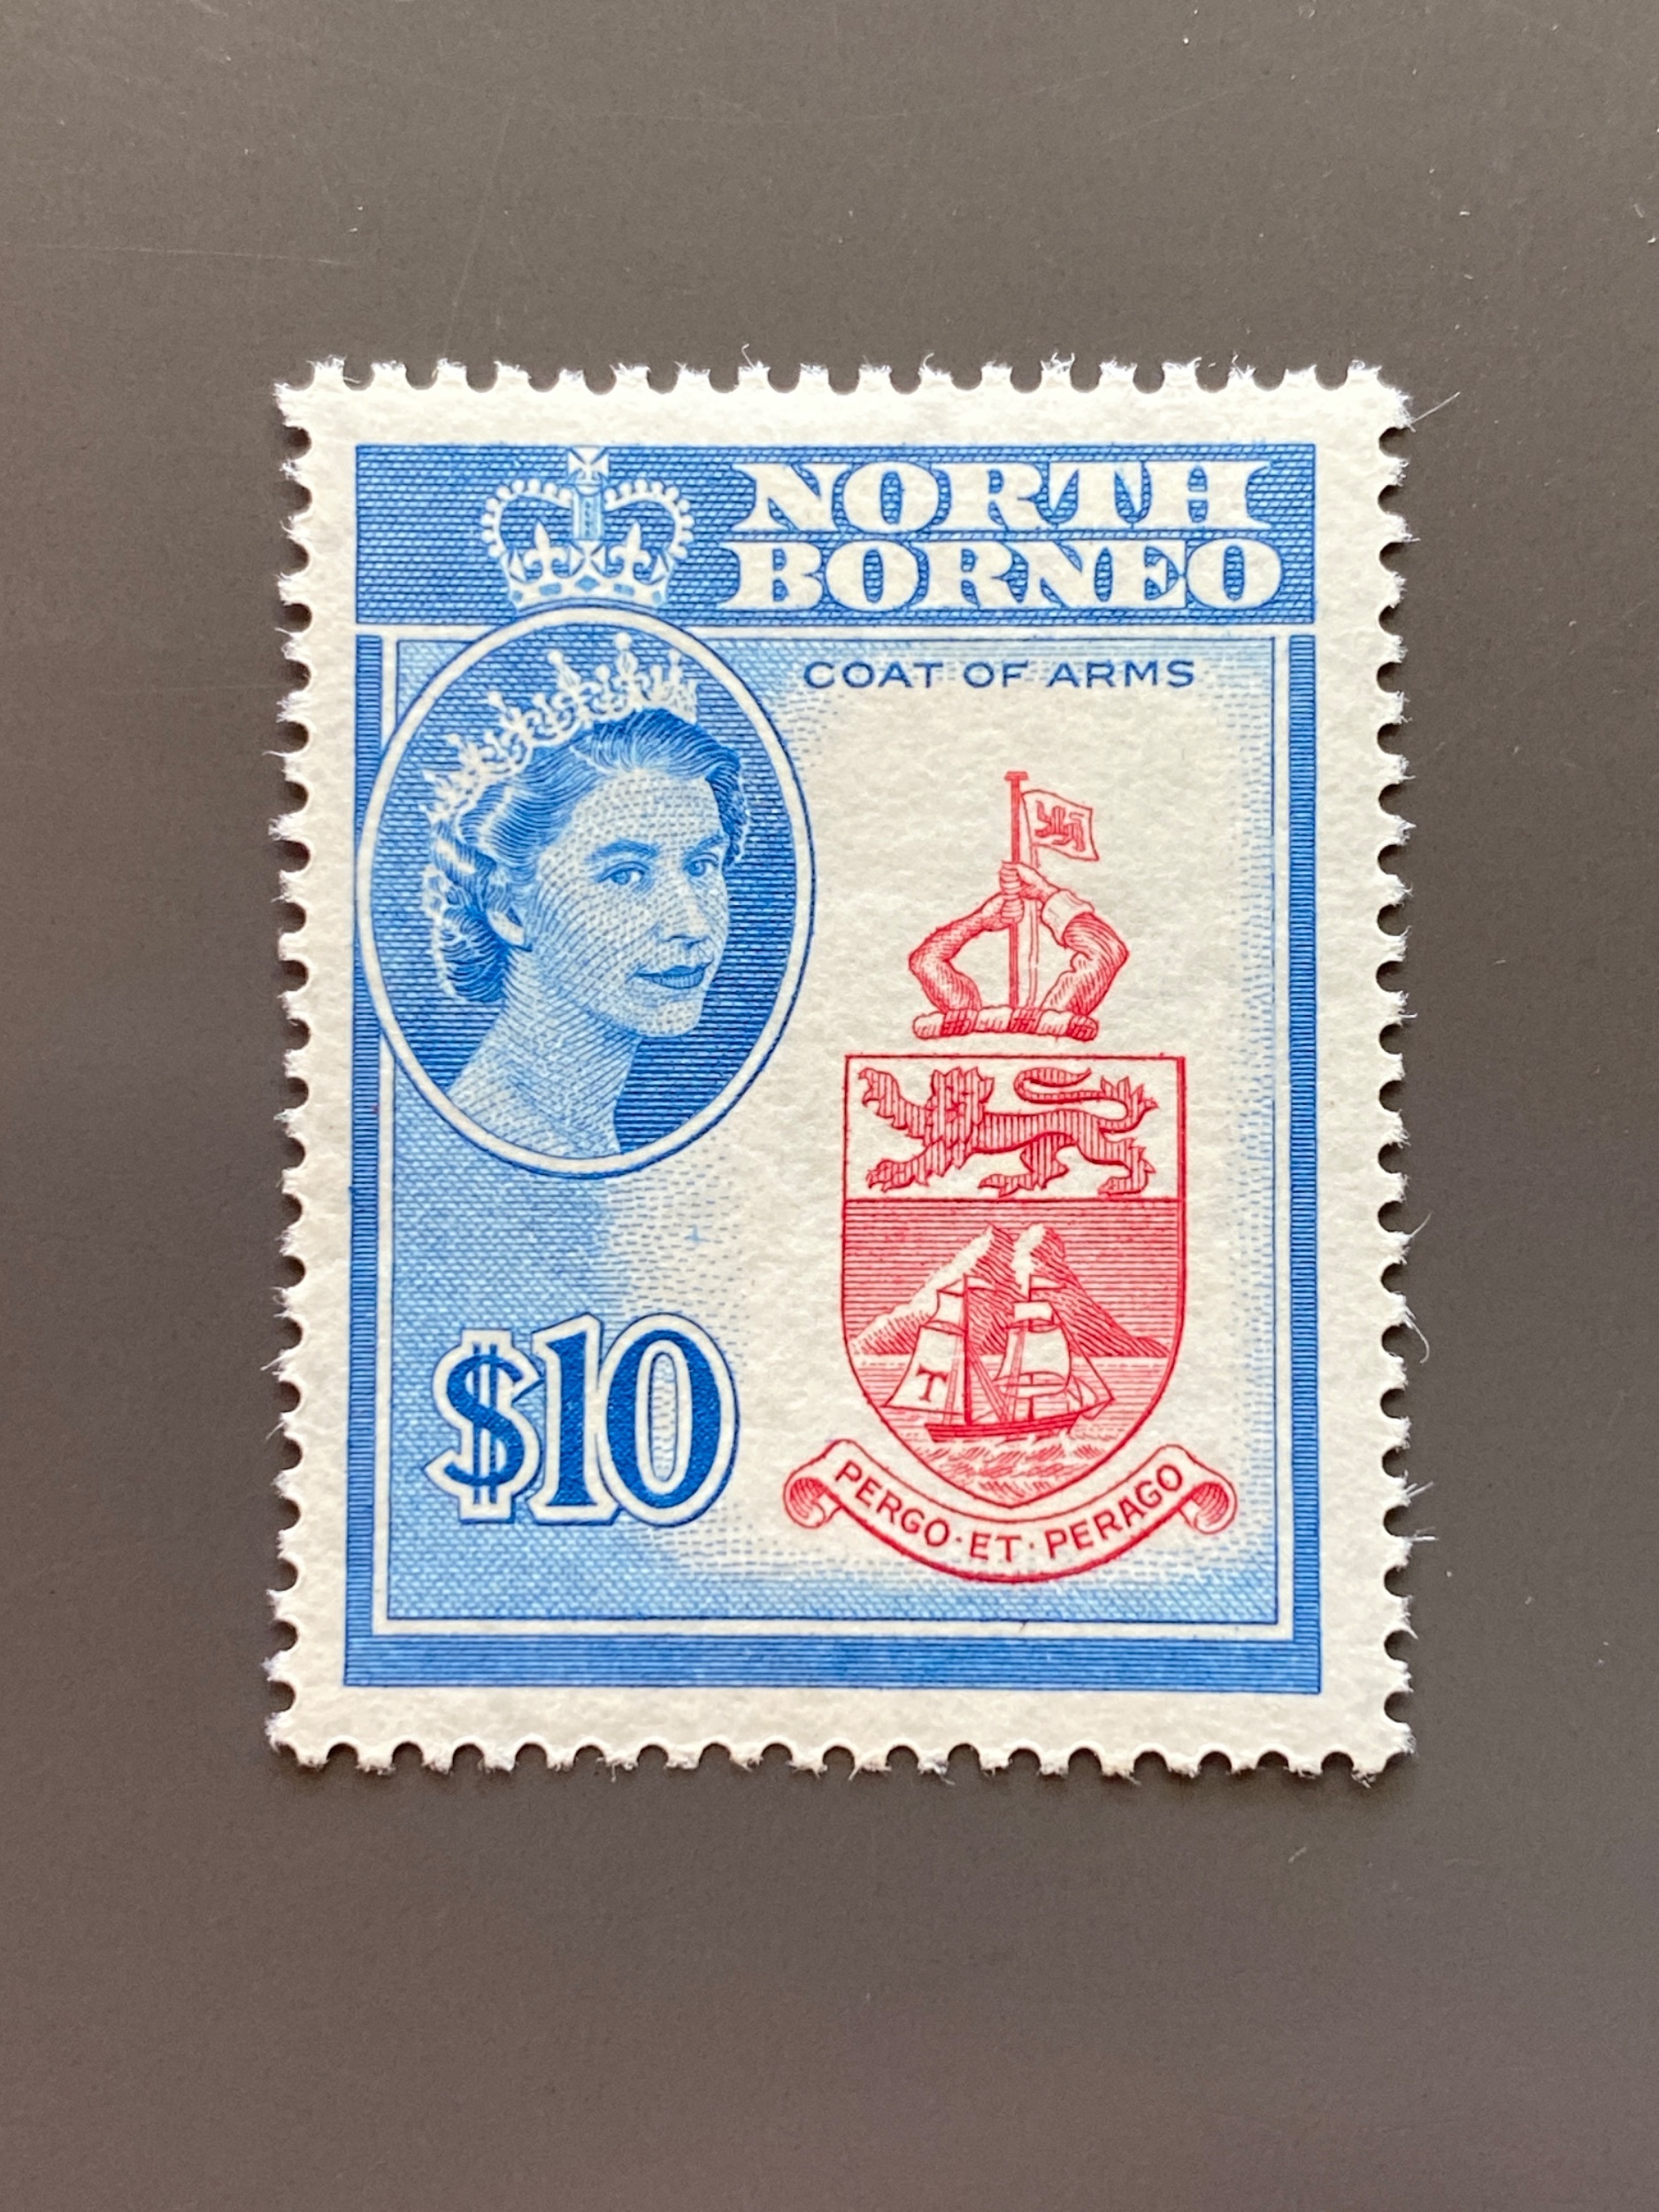 NORTH
BORNEO
COAT OF ARMS
T
$10
PERGO·ET·PERAGO